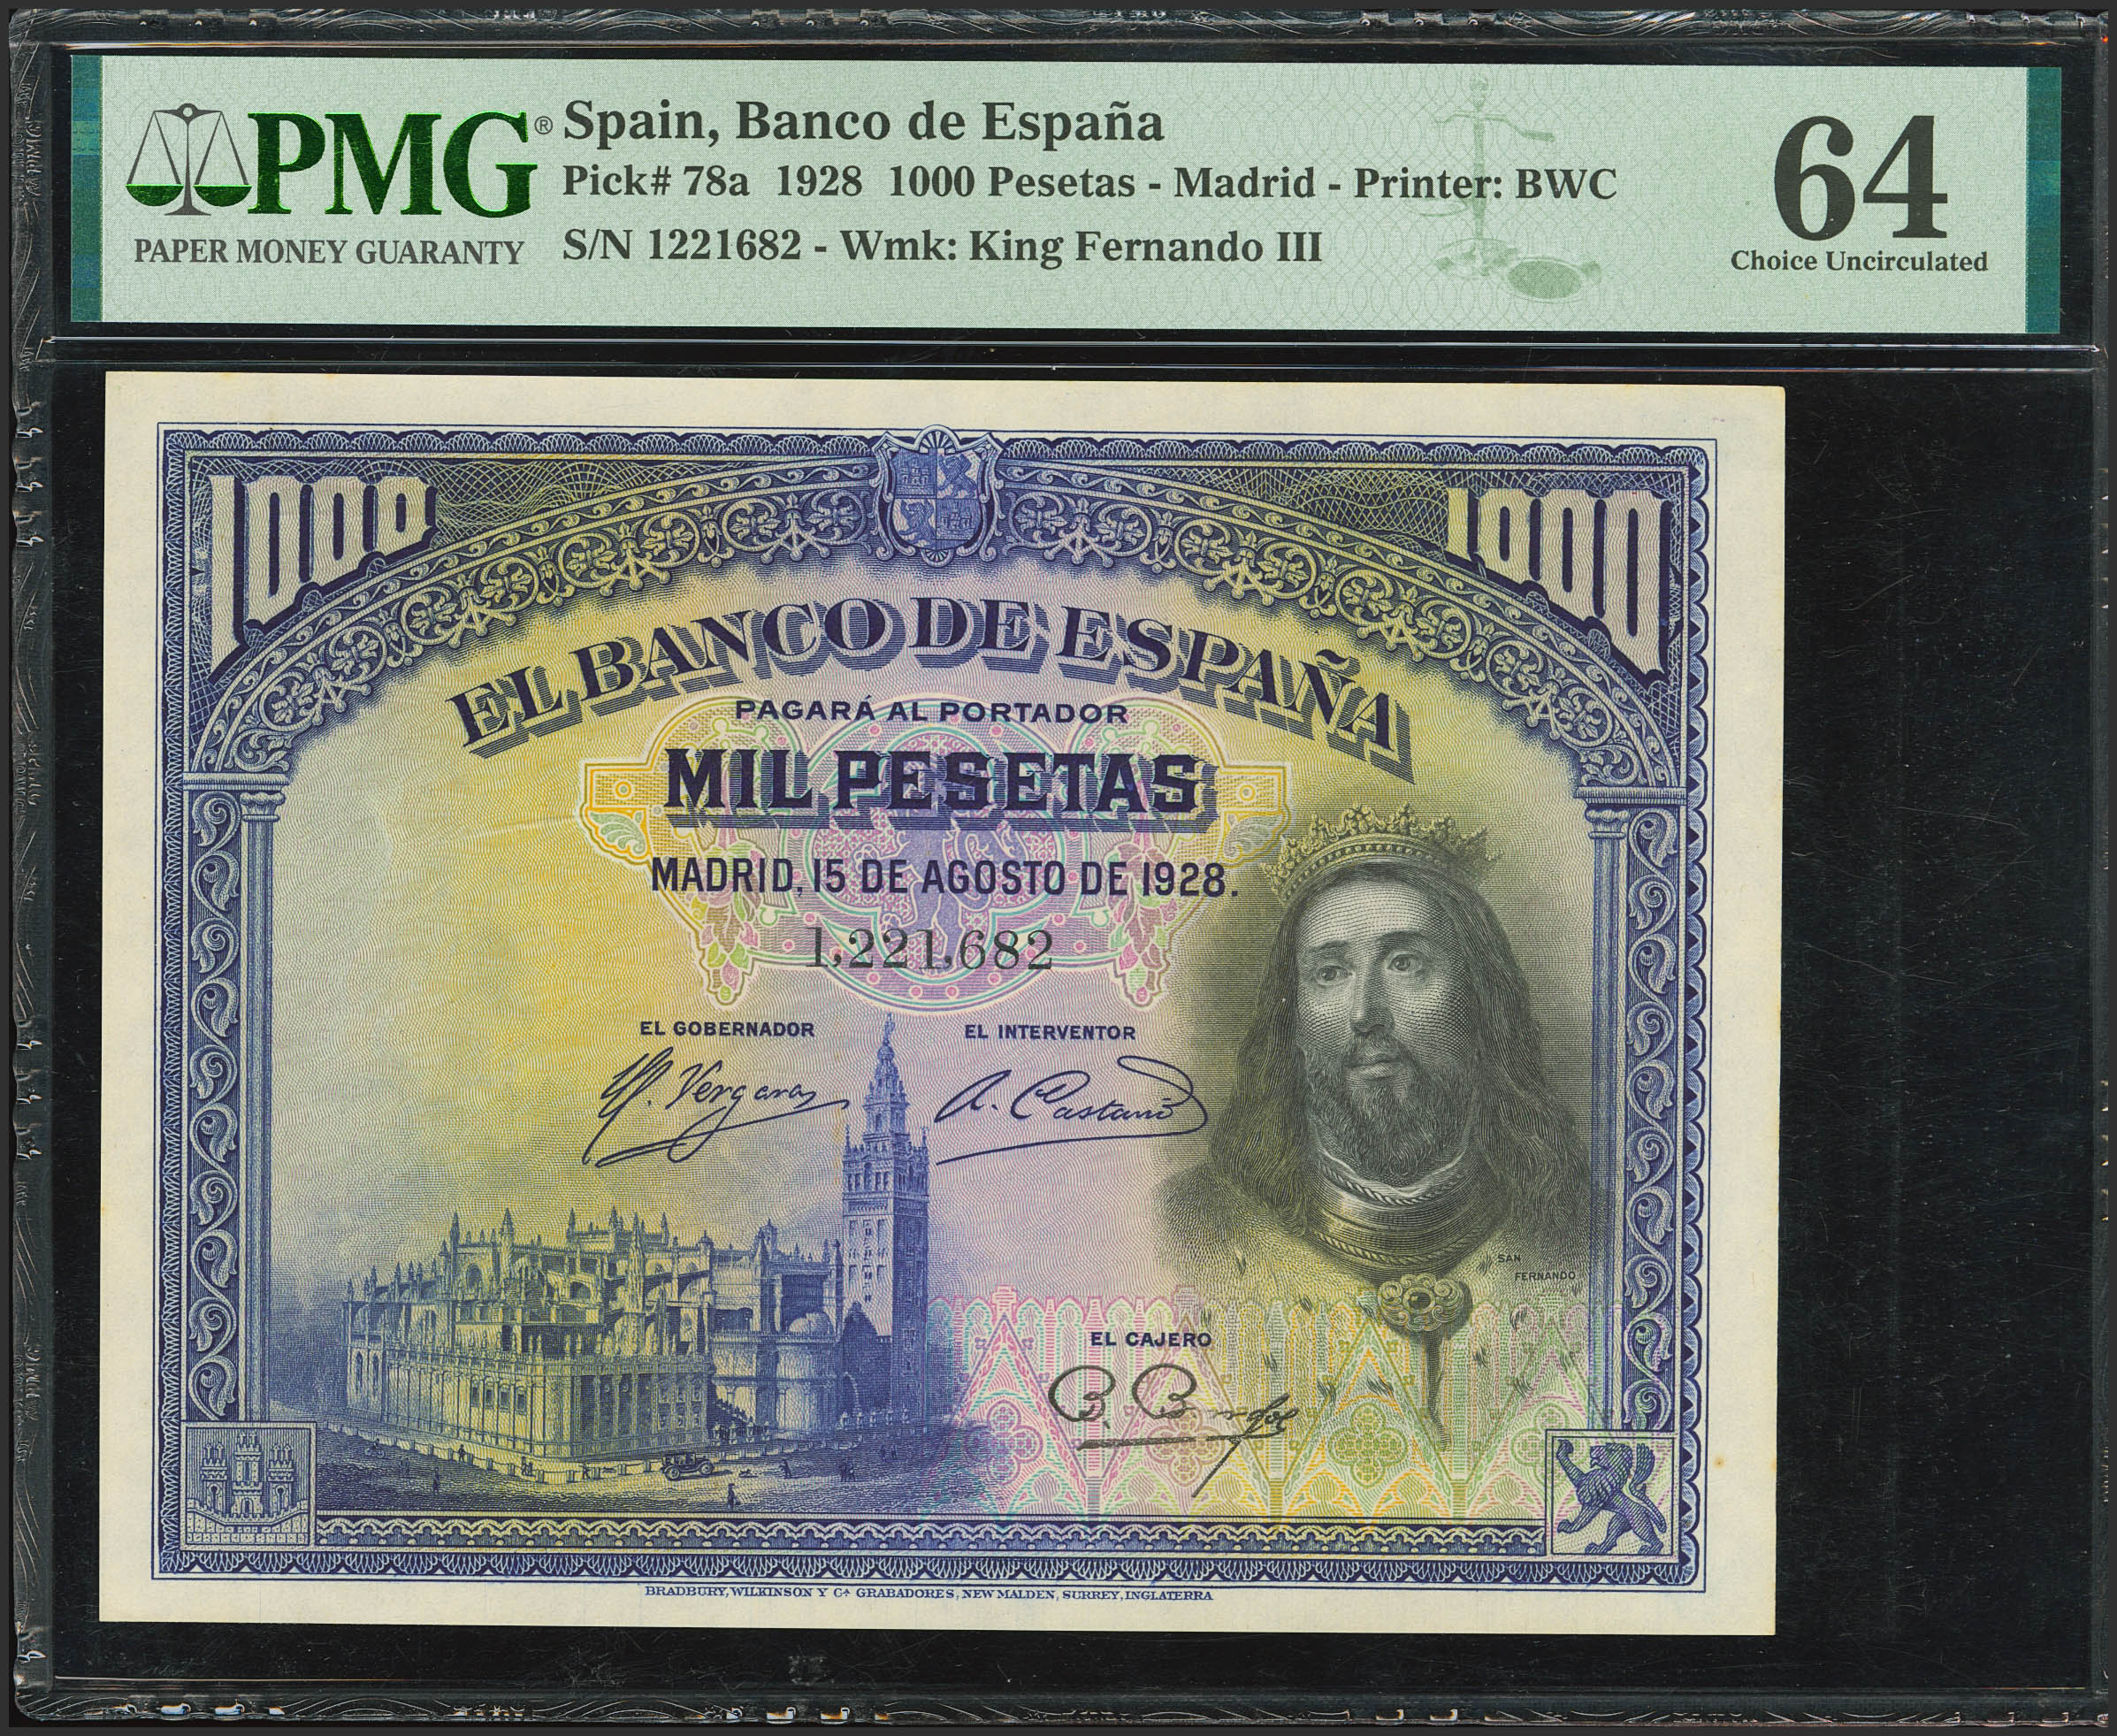 PMG® Spain, Banco de España
Pick# 78a 1928 1000 Pesetas - Madrid - Printer: BWC
PAPER MONEY GUARANTY S/N 1221682 - Wmk: King Fernando III
64
Choice Uncirculated
1000 1000
EL BANCO DE ESPAÑA
PAGARÁ AL PORTADOR
MIL PESETAS
MADRID, 15 DE AGOSTO DE 1928.
1,221,682
EL GOBERNADOR EL INTERVENTOR
Vergara A. Castaño
SAN
FERNANDO
EL CAJERO
BRADBURY, WILKINSON Y Cª GRABADORES, NEW MALDEN, SURREY, INGLATERRA